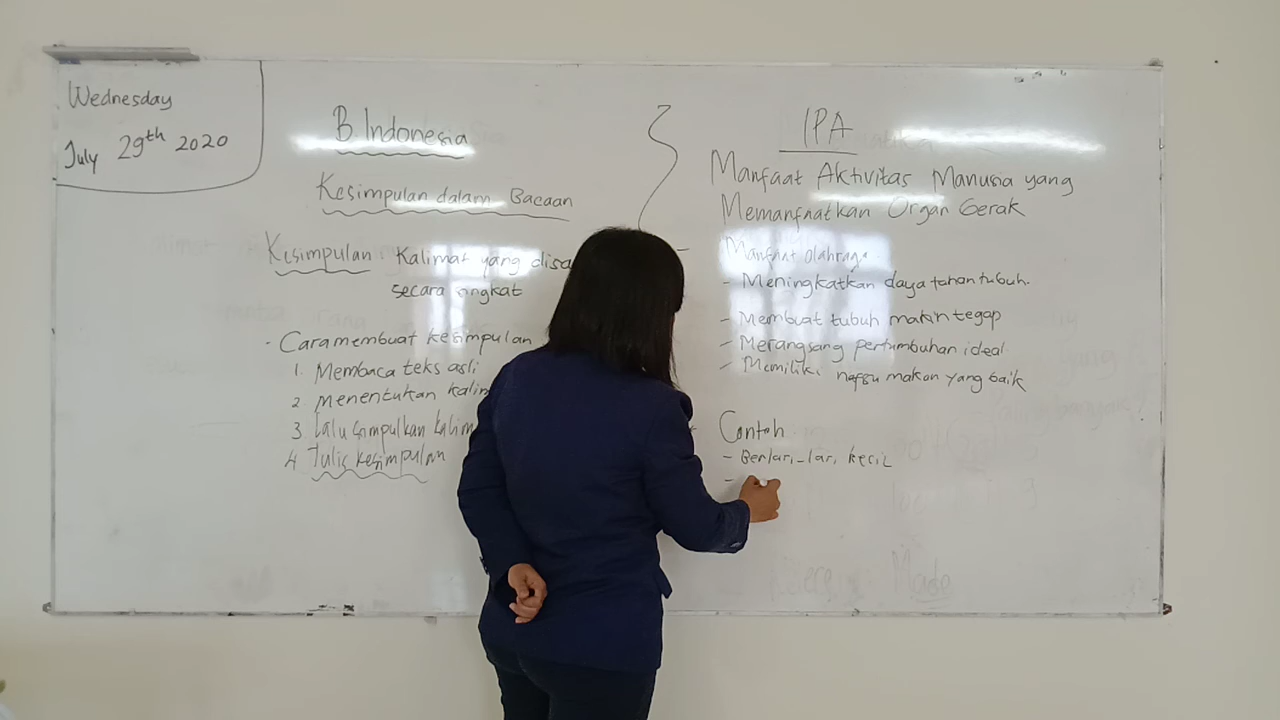 Wednesday
July 29th 2020
B. Indonesia
Kesimpulan dalam Bacaan
Kesimpulan Kalimat yang disa
secara singkat
- Cara membuat kesimpulan
1. Membaca teks asli
2. Menentukan kalim
3. Lalu simpulkan kalim
4. Tulis kesimpulan
IPA
Manfaat Aktivitas Manusia yang
Memanfaatkan Organ Gerak
Manfaat olahraga
- Meningkatkan daya tahan tubuh.
- Membuat tubuh makin tegap
- Merangsang pertumbuhan ideal
- Memiliki nafsu makan yang baik
Contoh
- Berlari-lari kecil
-